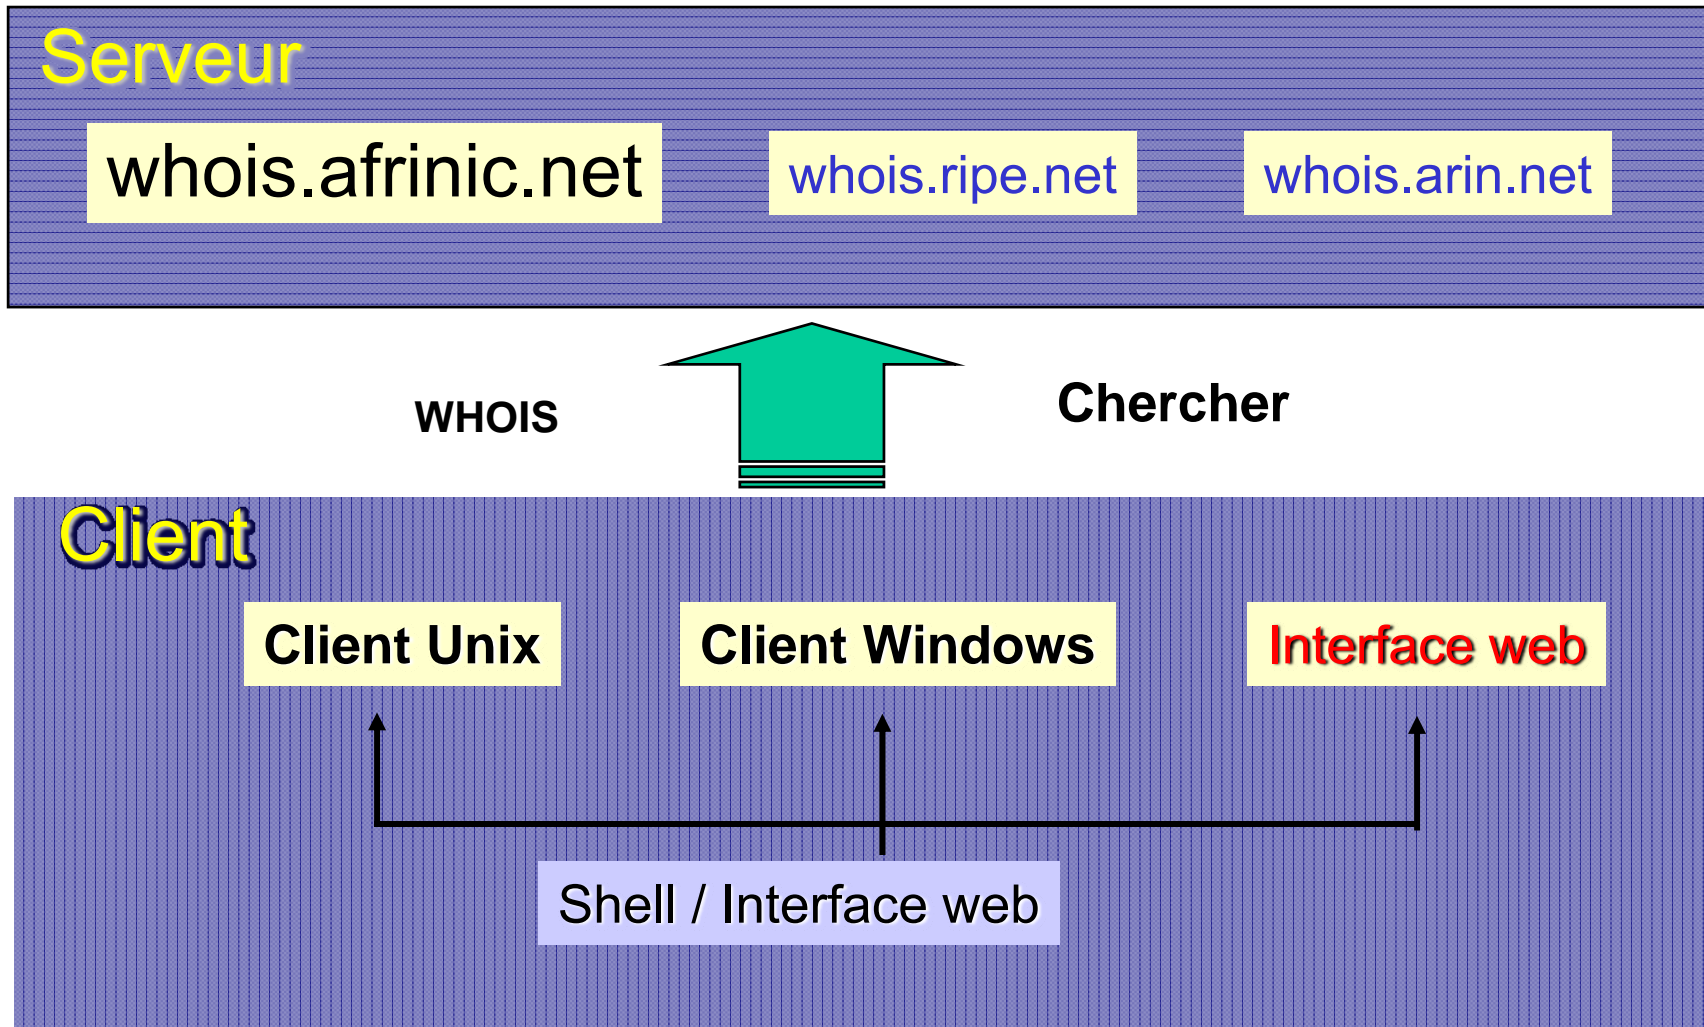 Serveur
whois.afrinic.net
whois.ripe.net
whois.arin.net
WHOIS
Chercher
Client
Client Unix
Client Windows
Interface web
Shell / Interface web